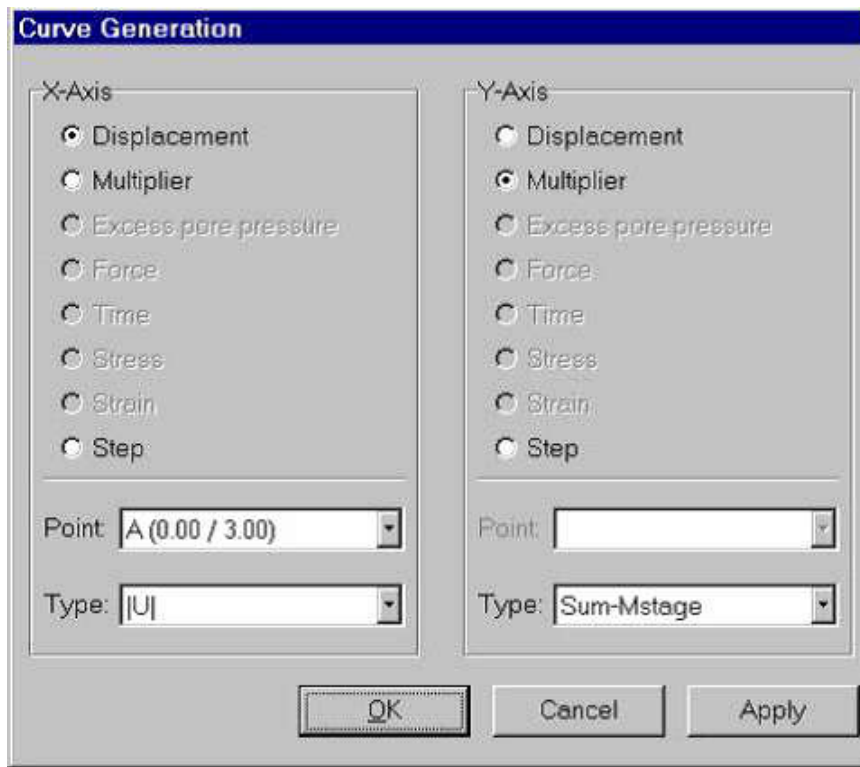 Curve Generation
X-Axis
Displacement
Multiplier
Excess pore pressure
Force
Time
Stress
Strain
Step
Point: A (0.00 / 3.00)
Type: |U|
Y-Axis
Displacement
Multiplier
Excess pore pressure
Force
Time
Stress
Strain
Step
Point:
Type: Sum-Mstage
OK
Cancel
Apply